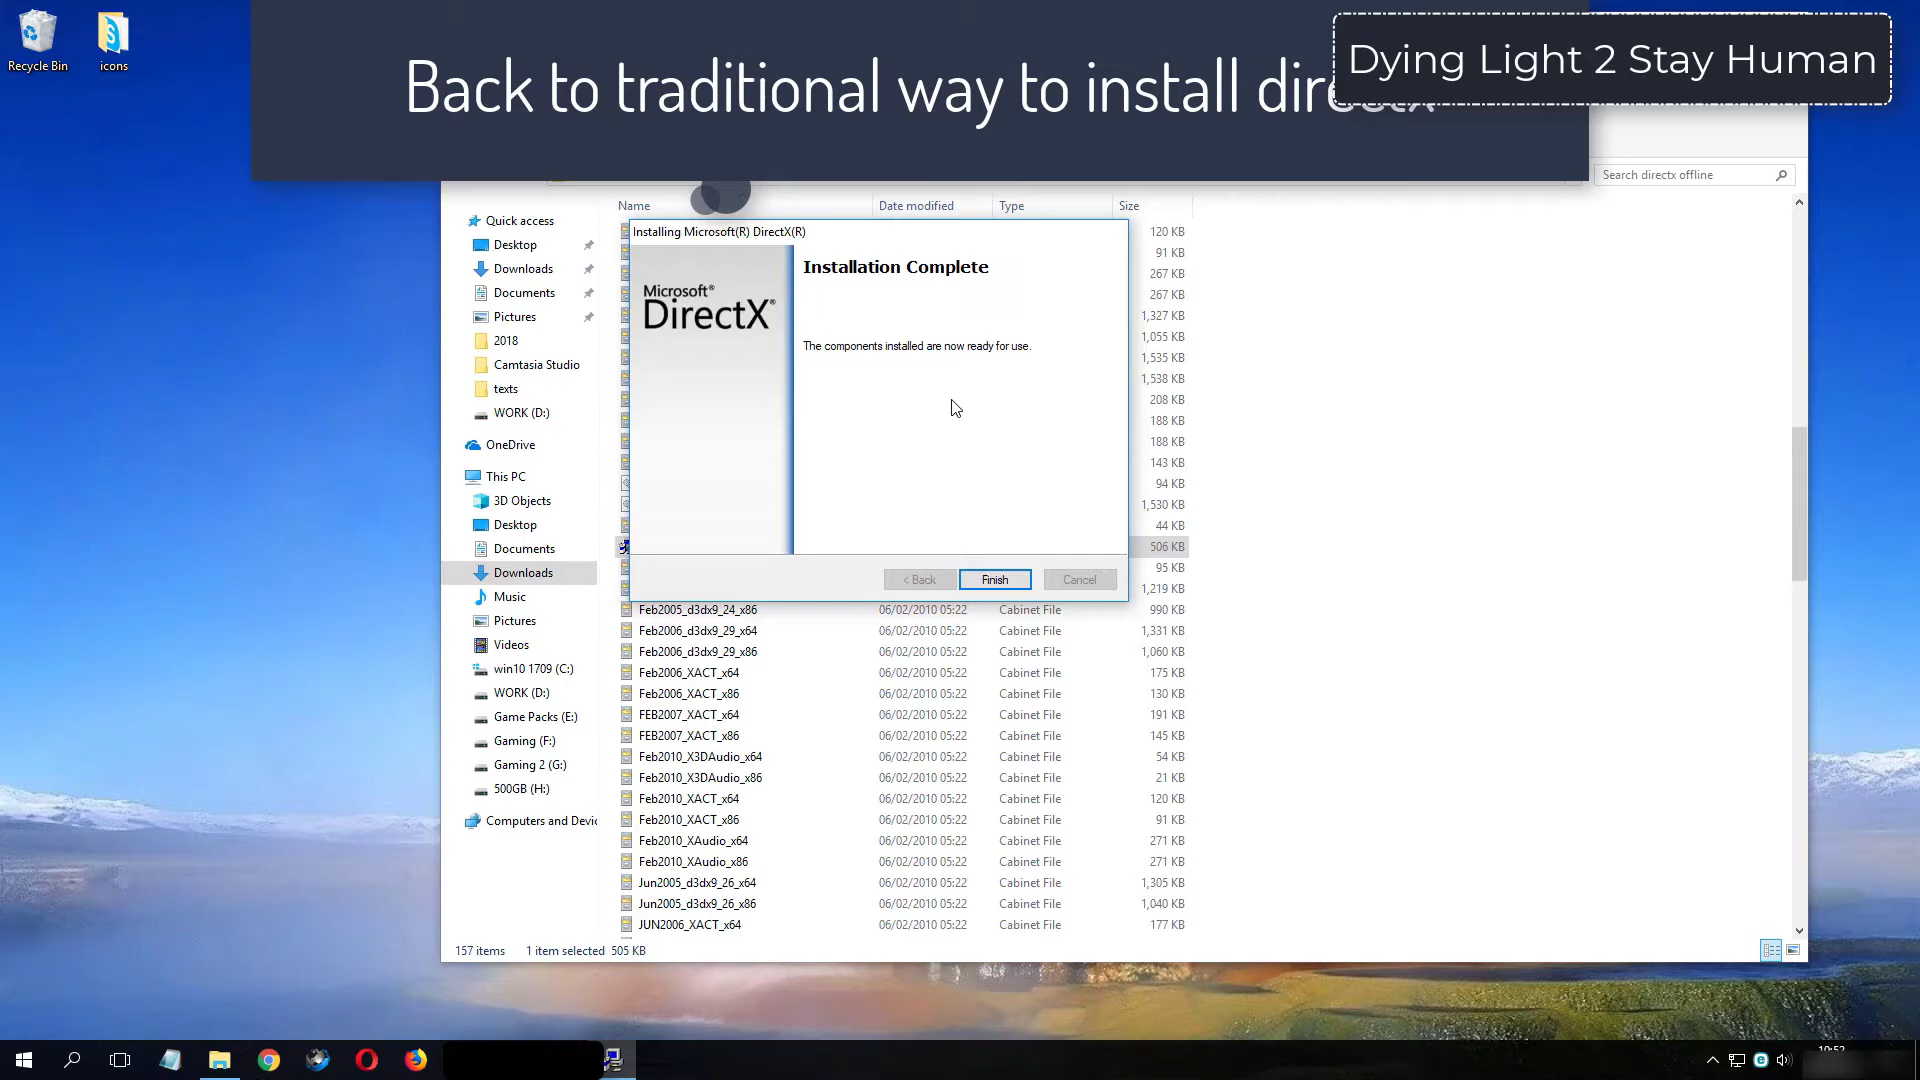 Recycle Bin
icons
Back to traditional way to install directX
Dying Light 2 Stay Human
Search directx offline
Name Date modified Type Size
Quick access
Desktop
Downloads
Documents
Pictures
2018
Camtasia Studio
texts
WORK (D:)
OneDrive
This PC
3D Objects
Desktop
Documents
Downloads
Music
Pictures
Videos
win10 1709 (C:)
WORK (D:)
Game Packs (E:)
Gaming (F:)
Gaming 2 (G:)
500GB (H:)
Computers and Devic
Installing Microsoft(R) DirectX(R)
Microsoft®
DirectX®
Installation Complete
The components installed are now ready for use.
< Back Finish Cancel
120 KB
91 KB
267 KB
267 KB
1,327 KB
1,055 KB
1,535 KB
1,538 KB
208 KB
188 KB
188 KB
143 KB
94 KB
1,530 KB
44 KB
506 KB
95 KB
1,219 KB
Feb2005_d3dx9_24_x86 06/02/2010 05:22 Cabinet File 990 KB
Feb2006_d3dx9_29_x64 06/02/2010 05:22 Cabinet File 1,331 KB
Feb2006_d3dx9_29_x86 06/02/2010 05:22 Cabinet File 1,060 KB
Feb2006_XACT_x64 06/02/2010 05:22 Cabinet File 175 KB
Feb2006_XACT_x86 06/02/2010 05:22 Cabinet File 130 KB
FEB2007_XACT_x64 06/02/2010 05:22 Cabinet File 191 KB
FEB2007_XACT_x86 06/02/2010 05:22 Cabinet File 145 KB
Feb2010_X3DAudio_x64 06/02/2010 05:22 Cabinet File 54 KB
Feb2010_X3DAudio_x86 06/02/2010 05:22 Cabinet File 21 KB
Feb2010_XACT_x64 06/02/2010 05:22 Cabinet File 120 KB
Feb2010_XACT_x86 06/02/2010 05:22 Cabinet File 91 KB
Feb2010_XAudio_x64 06/02/2010 05:22 Cabinet File 271 KB
Feb2010_XAudio_x86 06/02/2010 05:22 Cabinet File 271 KB
Jun2005_d3dx9_26_x64 06/02/2010 05:22 Cabinet File 1,305 KB
Jun2005_d3dx9_26_x86 06/02/2010 05:22 Cabinet File 1,040 KB
JUN2006_XACT_x64 06/02/2010 05:22 Cabinet File 177 KB
157 items 1 item selected 505 KB